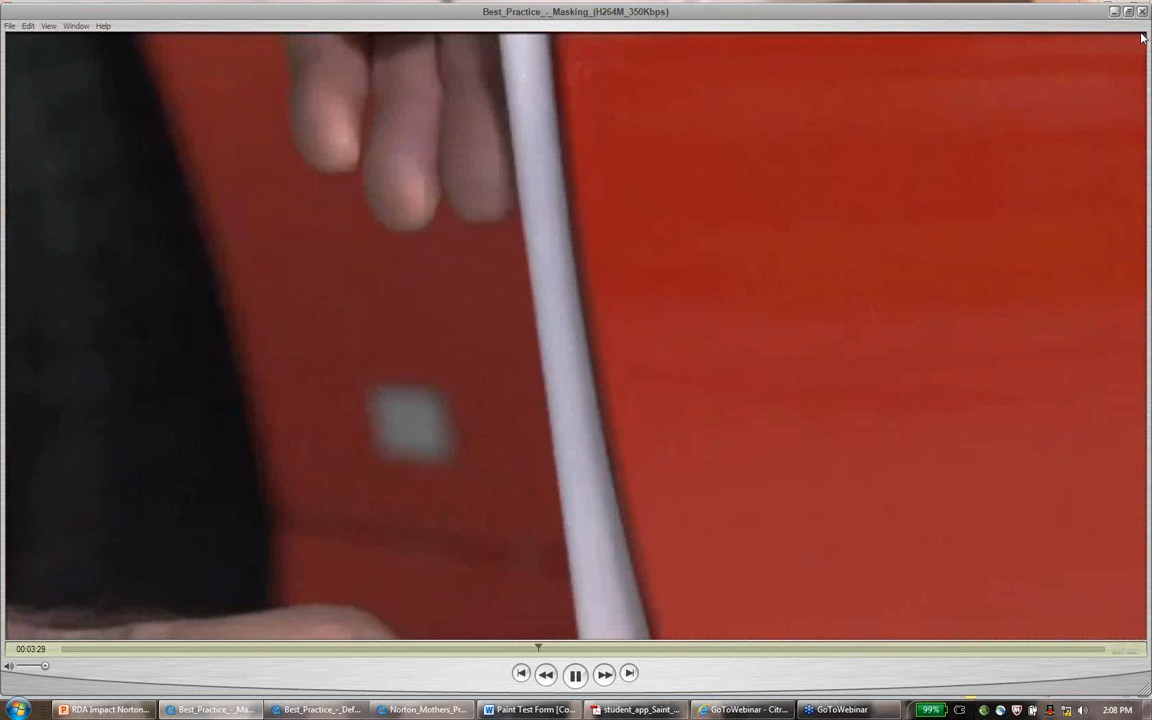 Best_Practice_-_Masking_(H264M_350Kbps)
File Edit View Window Help
00:03:29
RDA Impact Norton... Best_Practice_-_Ma... Best_Practice_-_Def... Norton_Mothers_Pr... Paint Test Form [Co... student_app_Saint_... GoToWebinar - Citr... GoToWebinar 99% 2:08 PM